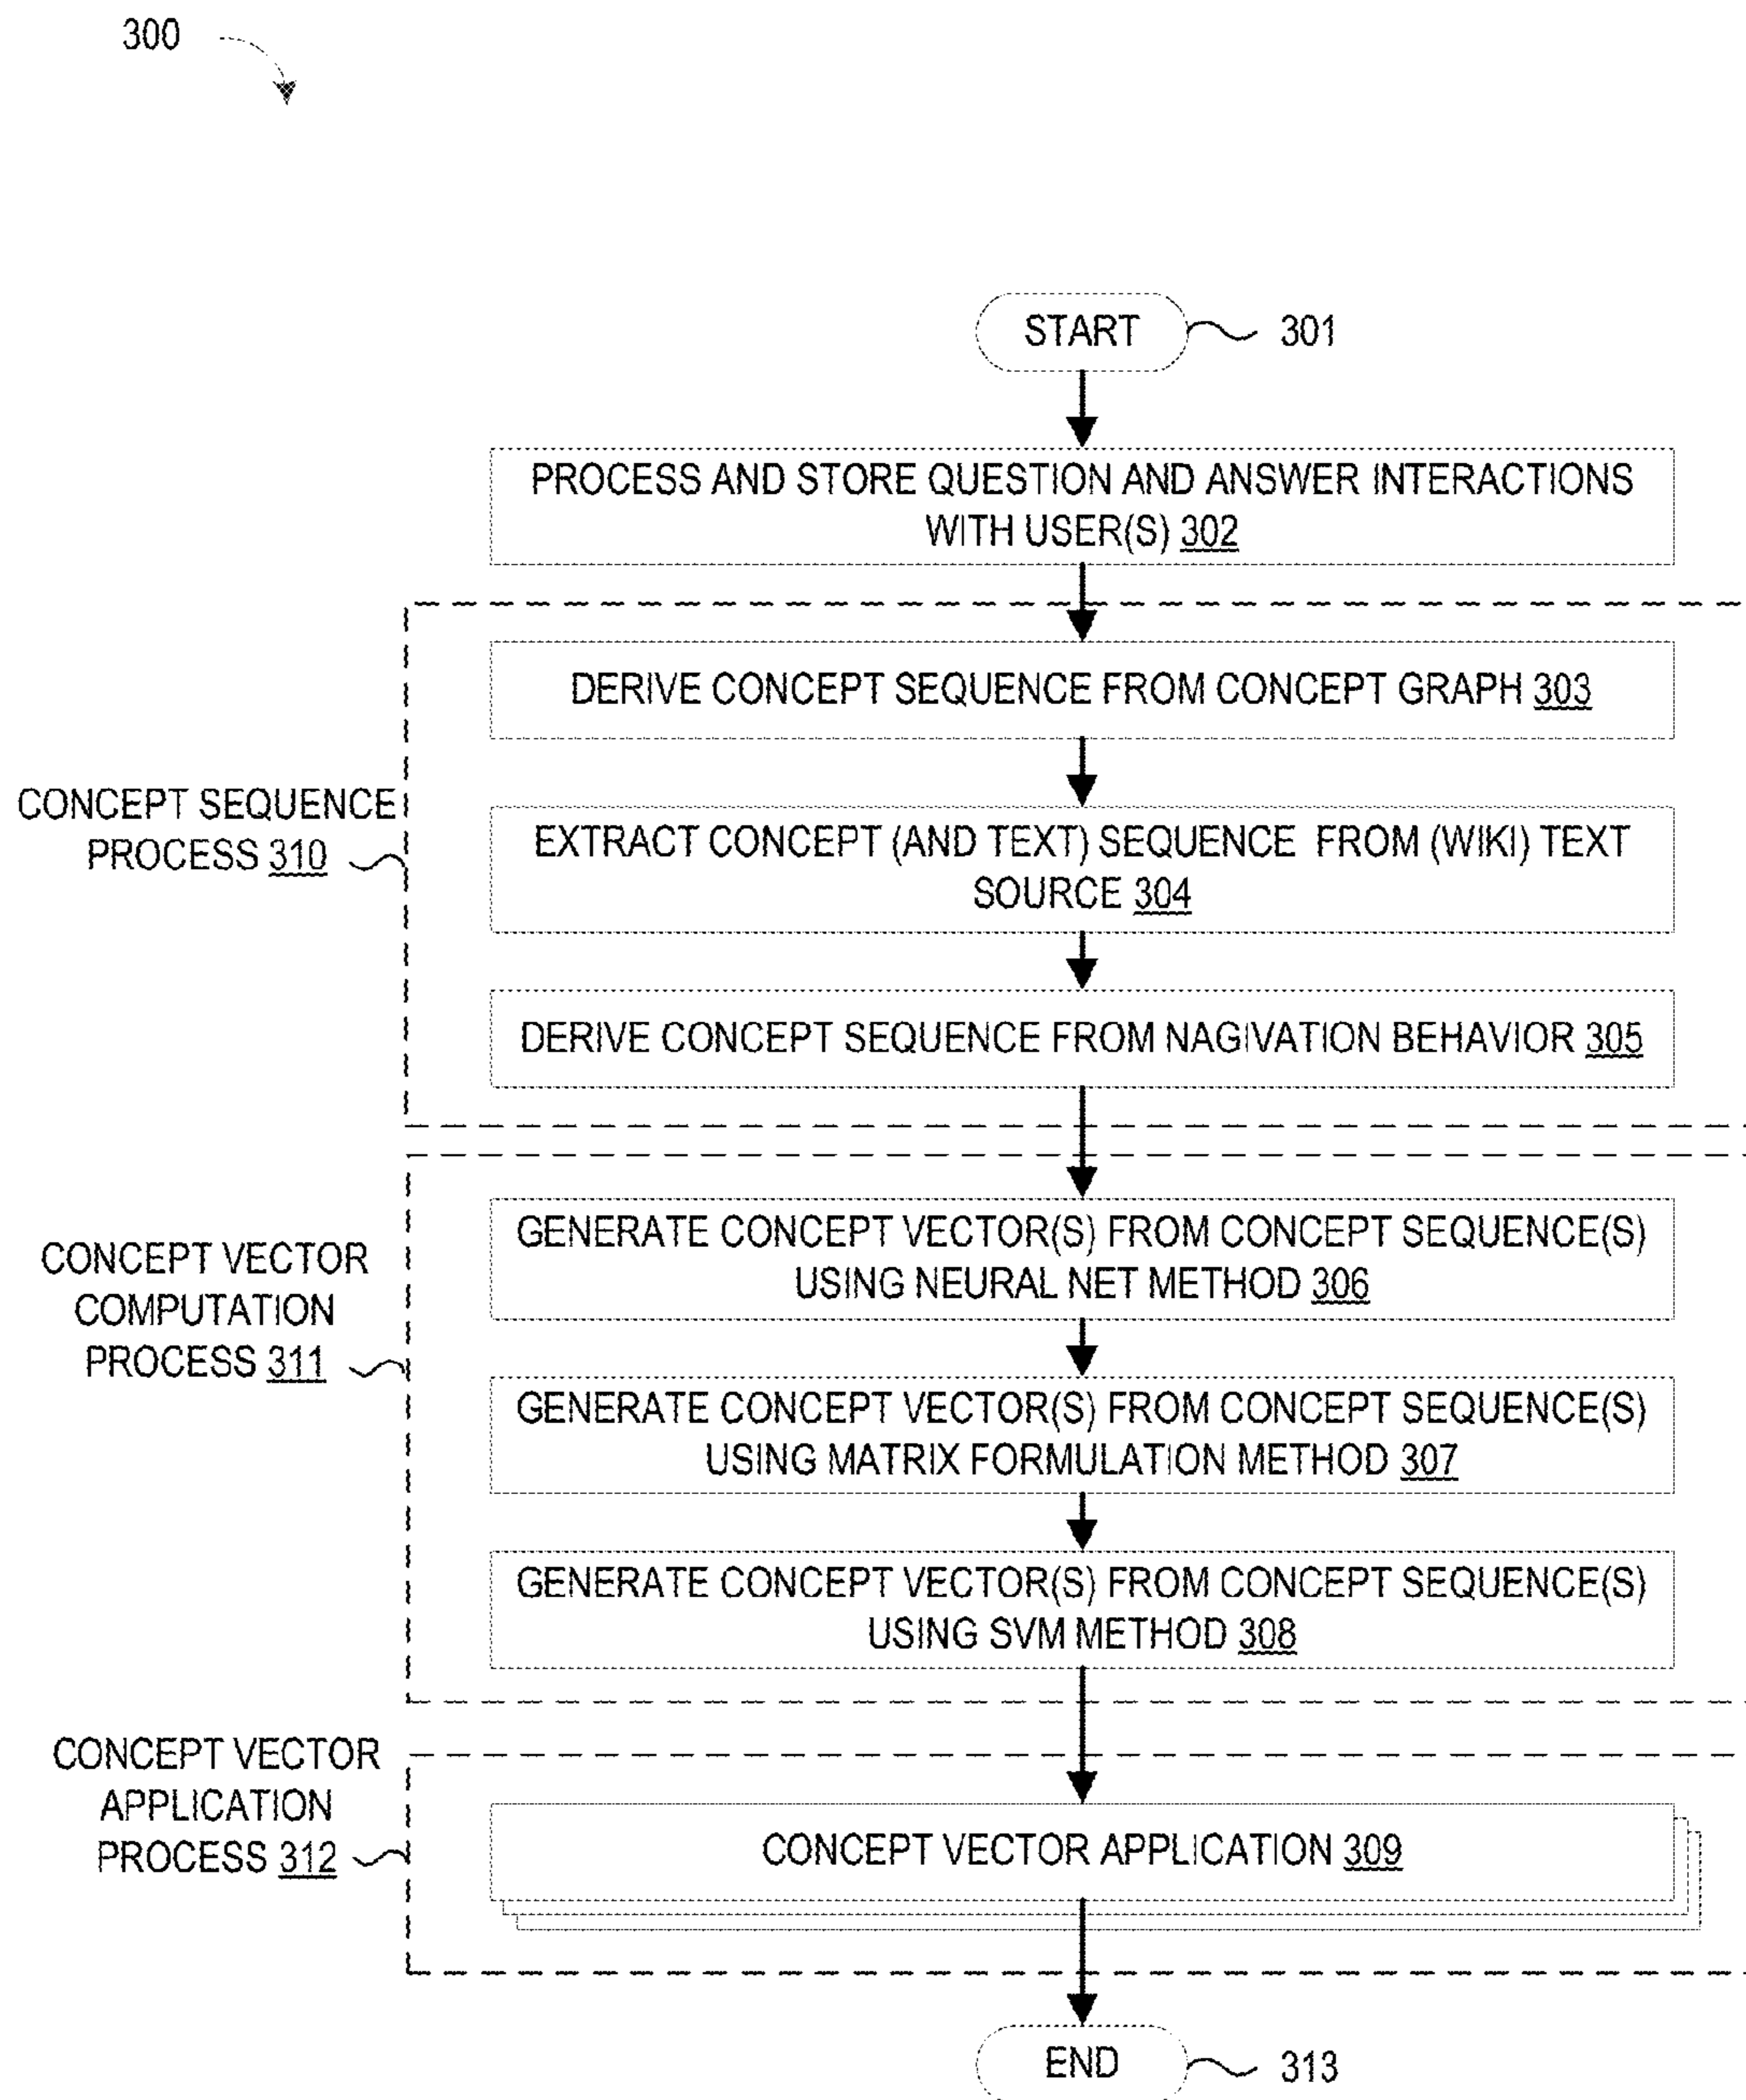 300
START 301
PROCESS AND STORE QUESTION AND ANSWER INTERACTIONS
WITH USER(S) 302
DERIVE CONCEPT SEQUENCE FROM CONCEPT GRAPH 303
CONCEPT SEQUENCE
PROCESS 310
EXTRACT CONCEPT (AND TEXT) SEQUENCE FROM (WIKI) TEXT
SOURCE 304
DERIVE CONCEPT SEQUENCE FROM NAGIVATION BEHAVIOR 305
CONCEPT VECTOR
COMPUTATION
PROCESS 311
GENERATE CONCEPT VECTOR(S) FROM CONCEPT SEQUENCE(S)
USING NEURAL NET METHOD 306
GENERATE CONCEPT VECTOR(S) FROM CONCEPT SEQUENCE(S)
USING MATRIX FORMULATION METHOD 307
GENERATE CONCEPT VECTOR(S) FROM CONCEPT SEQUENCE(S)
USING SVM METHOD 308
CONCEPT VECTOR
APPLICATION
PROCESS 312
CONCEPT VECTOR APPLICATION 309
END 313